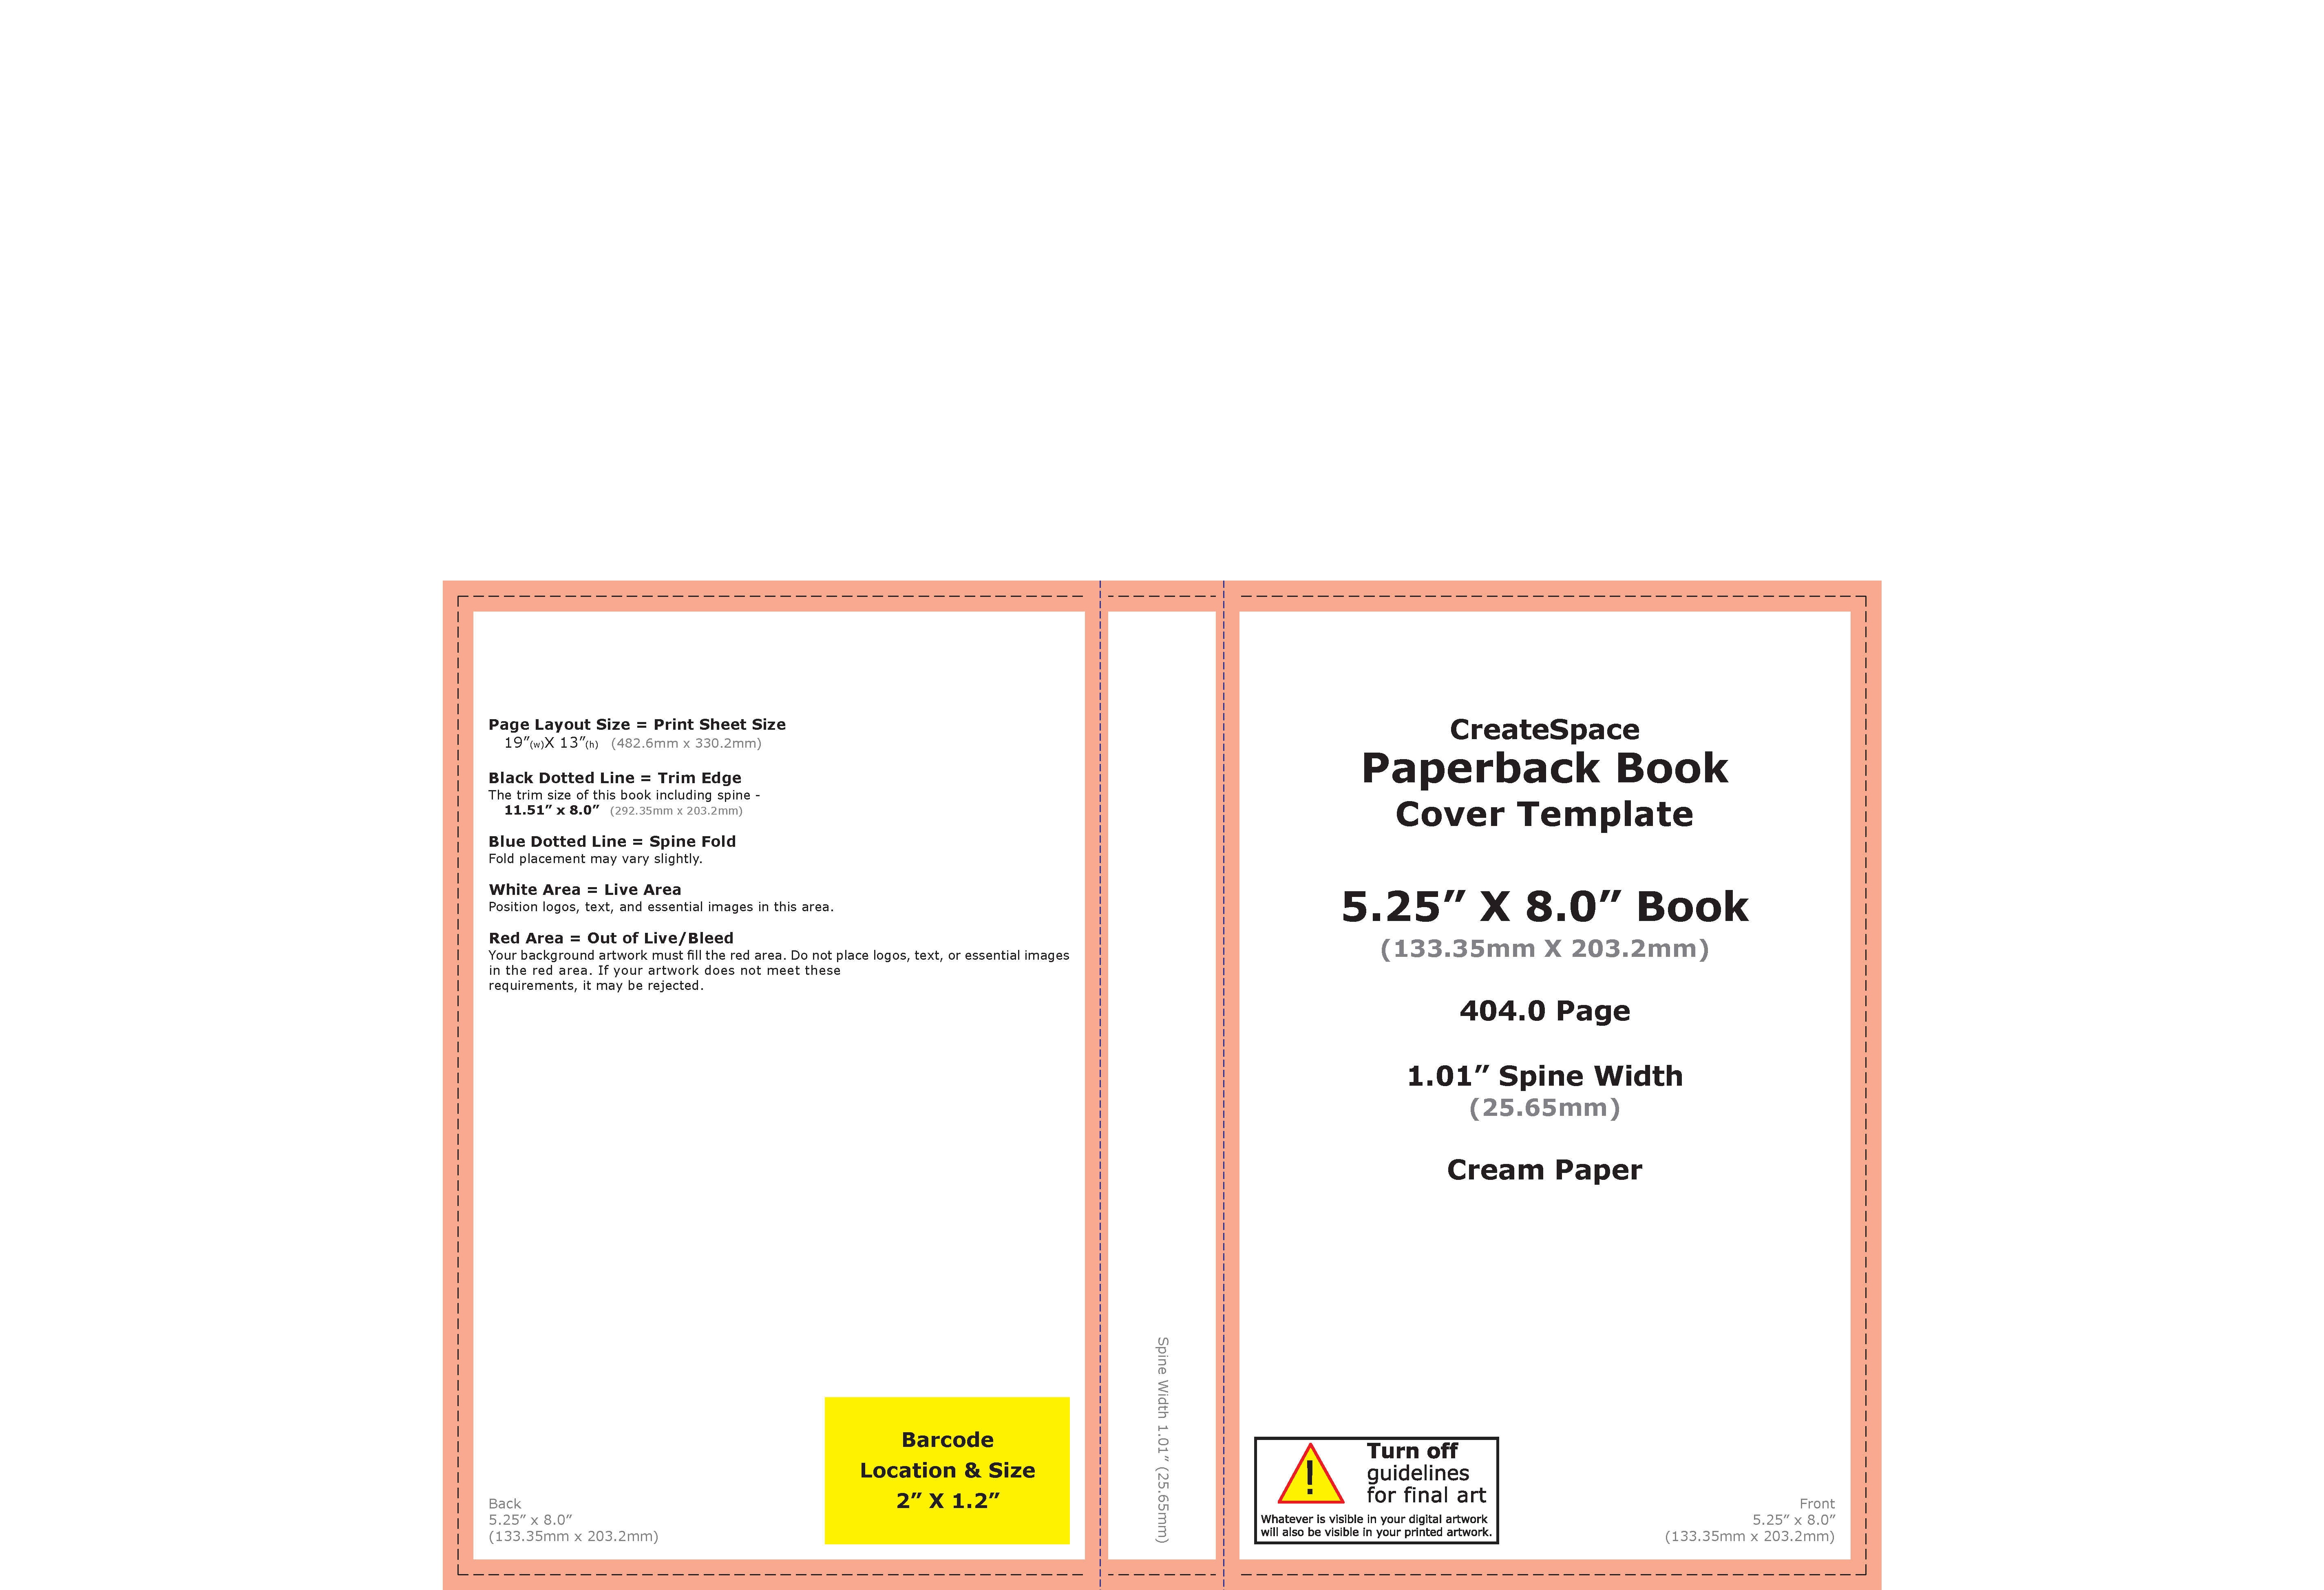 Page Layout Size = Print Sheet Size
19”(w)X 13”(h) (482.6mm x 330.2mm)
Black Dotted Line = Trim Edge
The trim size of this book including spine -
11.51” x 8.0” (292.35mm x 203.2mm)
Blue Dotted Line = Spine Fold
Fold placement may vary slightly.
White Area = Live Area
Position logos, text, and essential images in this area.
Red Area = Out of Live/Bleed
Your background artwork must fill the red area. Do not place logos, text, or essential images
in the red area. If your artwork does not meet these
requirements, it may be rejected.
Barcode
Location & Size
2” X 1.2”
Back
5.25” x 8.0”
(133.35mm x 203.2mm)
Spine Width 1.01” (25.65mm)
CreateSpace
Paperback Book
Cover Template
5.25” X 8.0” Book
(133.35mm X 203.2mm)
404.0 Page
1.01” Spine Width
(25.65mm)
Cream Paper
!
Turn off
guidelines
for final art
Whatever is visible in your digital artwork
will also be visible in your printed artwork.
Front
5.25” x 8.0”
(133.35mm x 203.2mm)